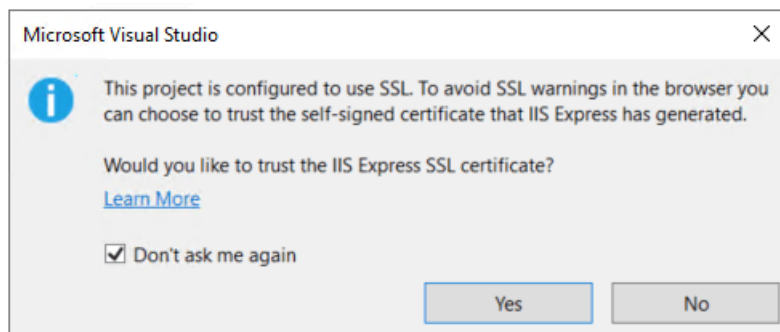 Microsoft Visual Studio
This project is configured to use SSL. To avoid SSL warnings in the browser you
can choose to trust the self-signed certificate that IIS Express has generated.
Would you like to trust the IIS Express SSL certificate?
Learn More
Don't ask me again
Yes
No